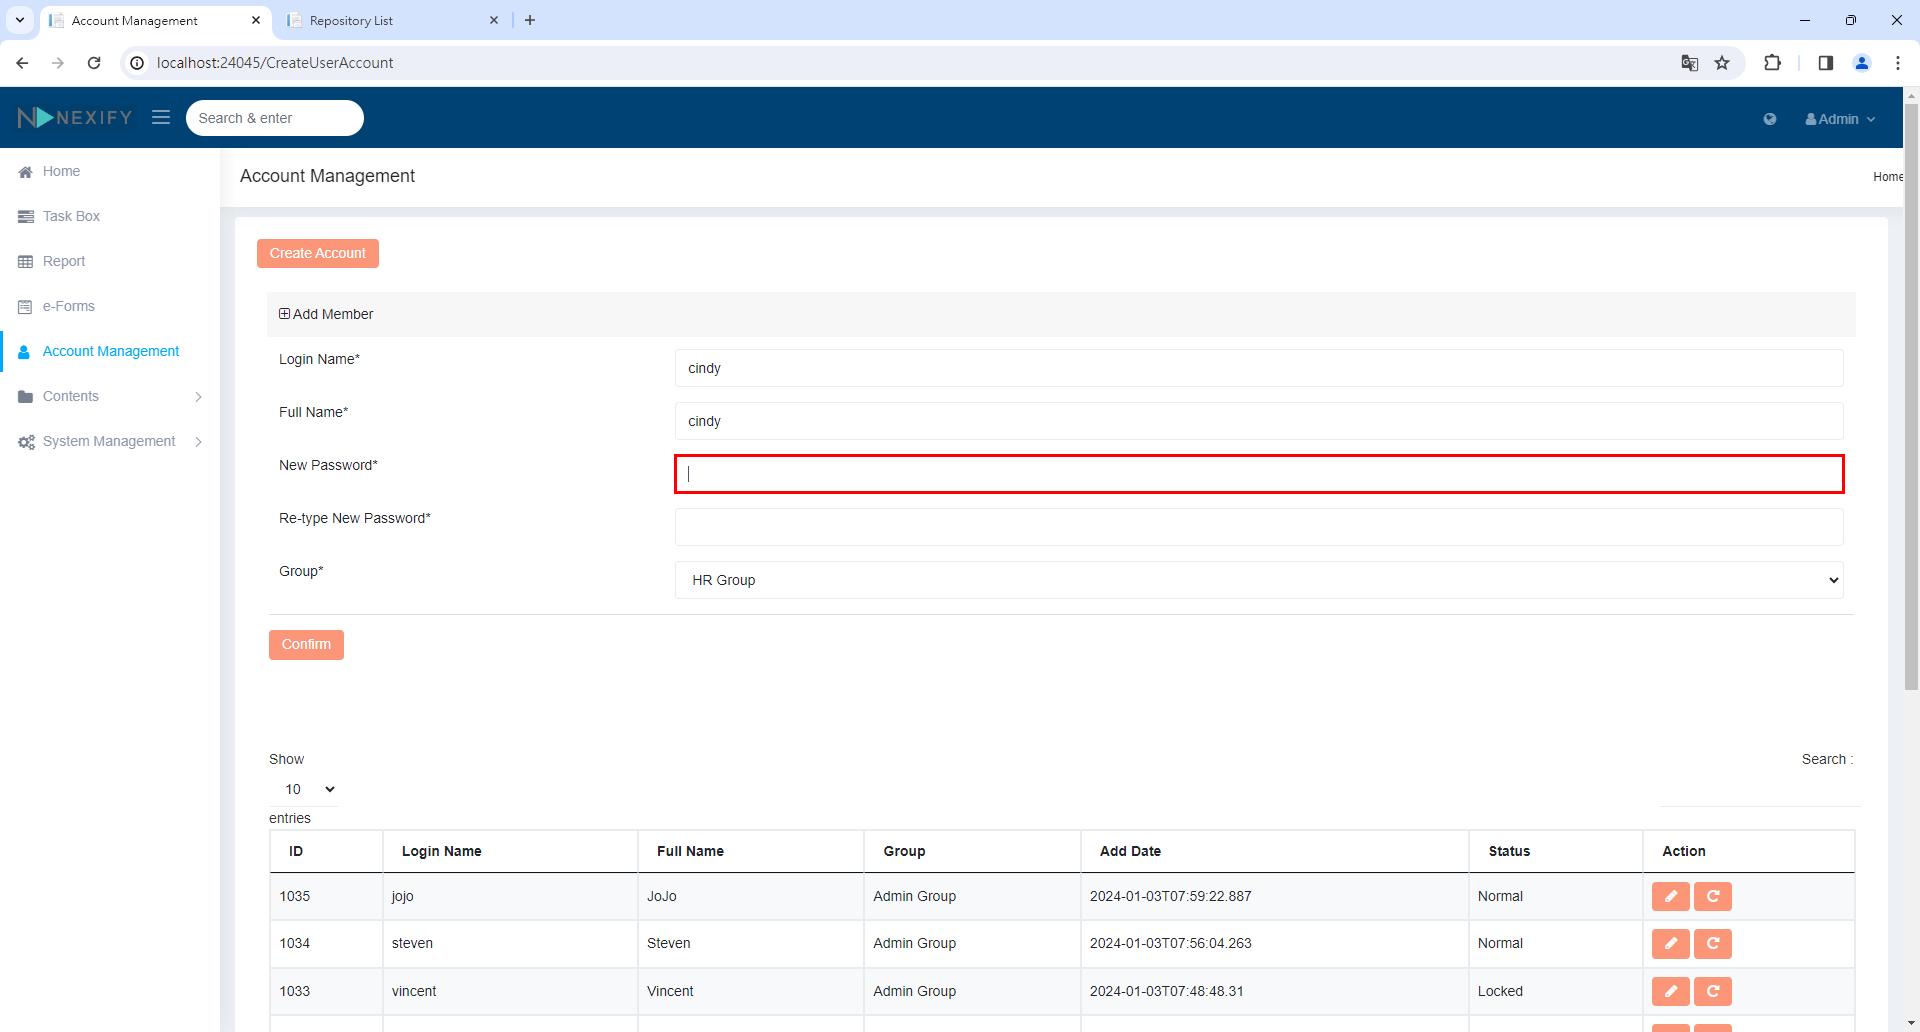 Account Management
Repository List
localhost:24045/CreateUserAccount
NEXIFY
Search & enter
Admin
Home
Task Box
Report
e-Forms
Account Management
Contents
System Management
Account Management
Home
Create Account
Add Member
Login Name*
cindy
Full Name*
cindy
New Password*
Re-type New Password*
Group*
HR Group
Confirm
Show
10
entries
Search :
ID Login Name Full Name Group Add Date Status Action
1035 jojo JoJo Admin Group 2024-01-03T07:59:22.887 Normal
1034 steven Steven Admin Group 2024-01-03T07:56:04.263 Normal
1033 vincent Vincent Admin Group 2024-01-03T07:48:48.31 Locked